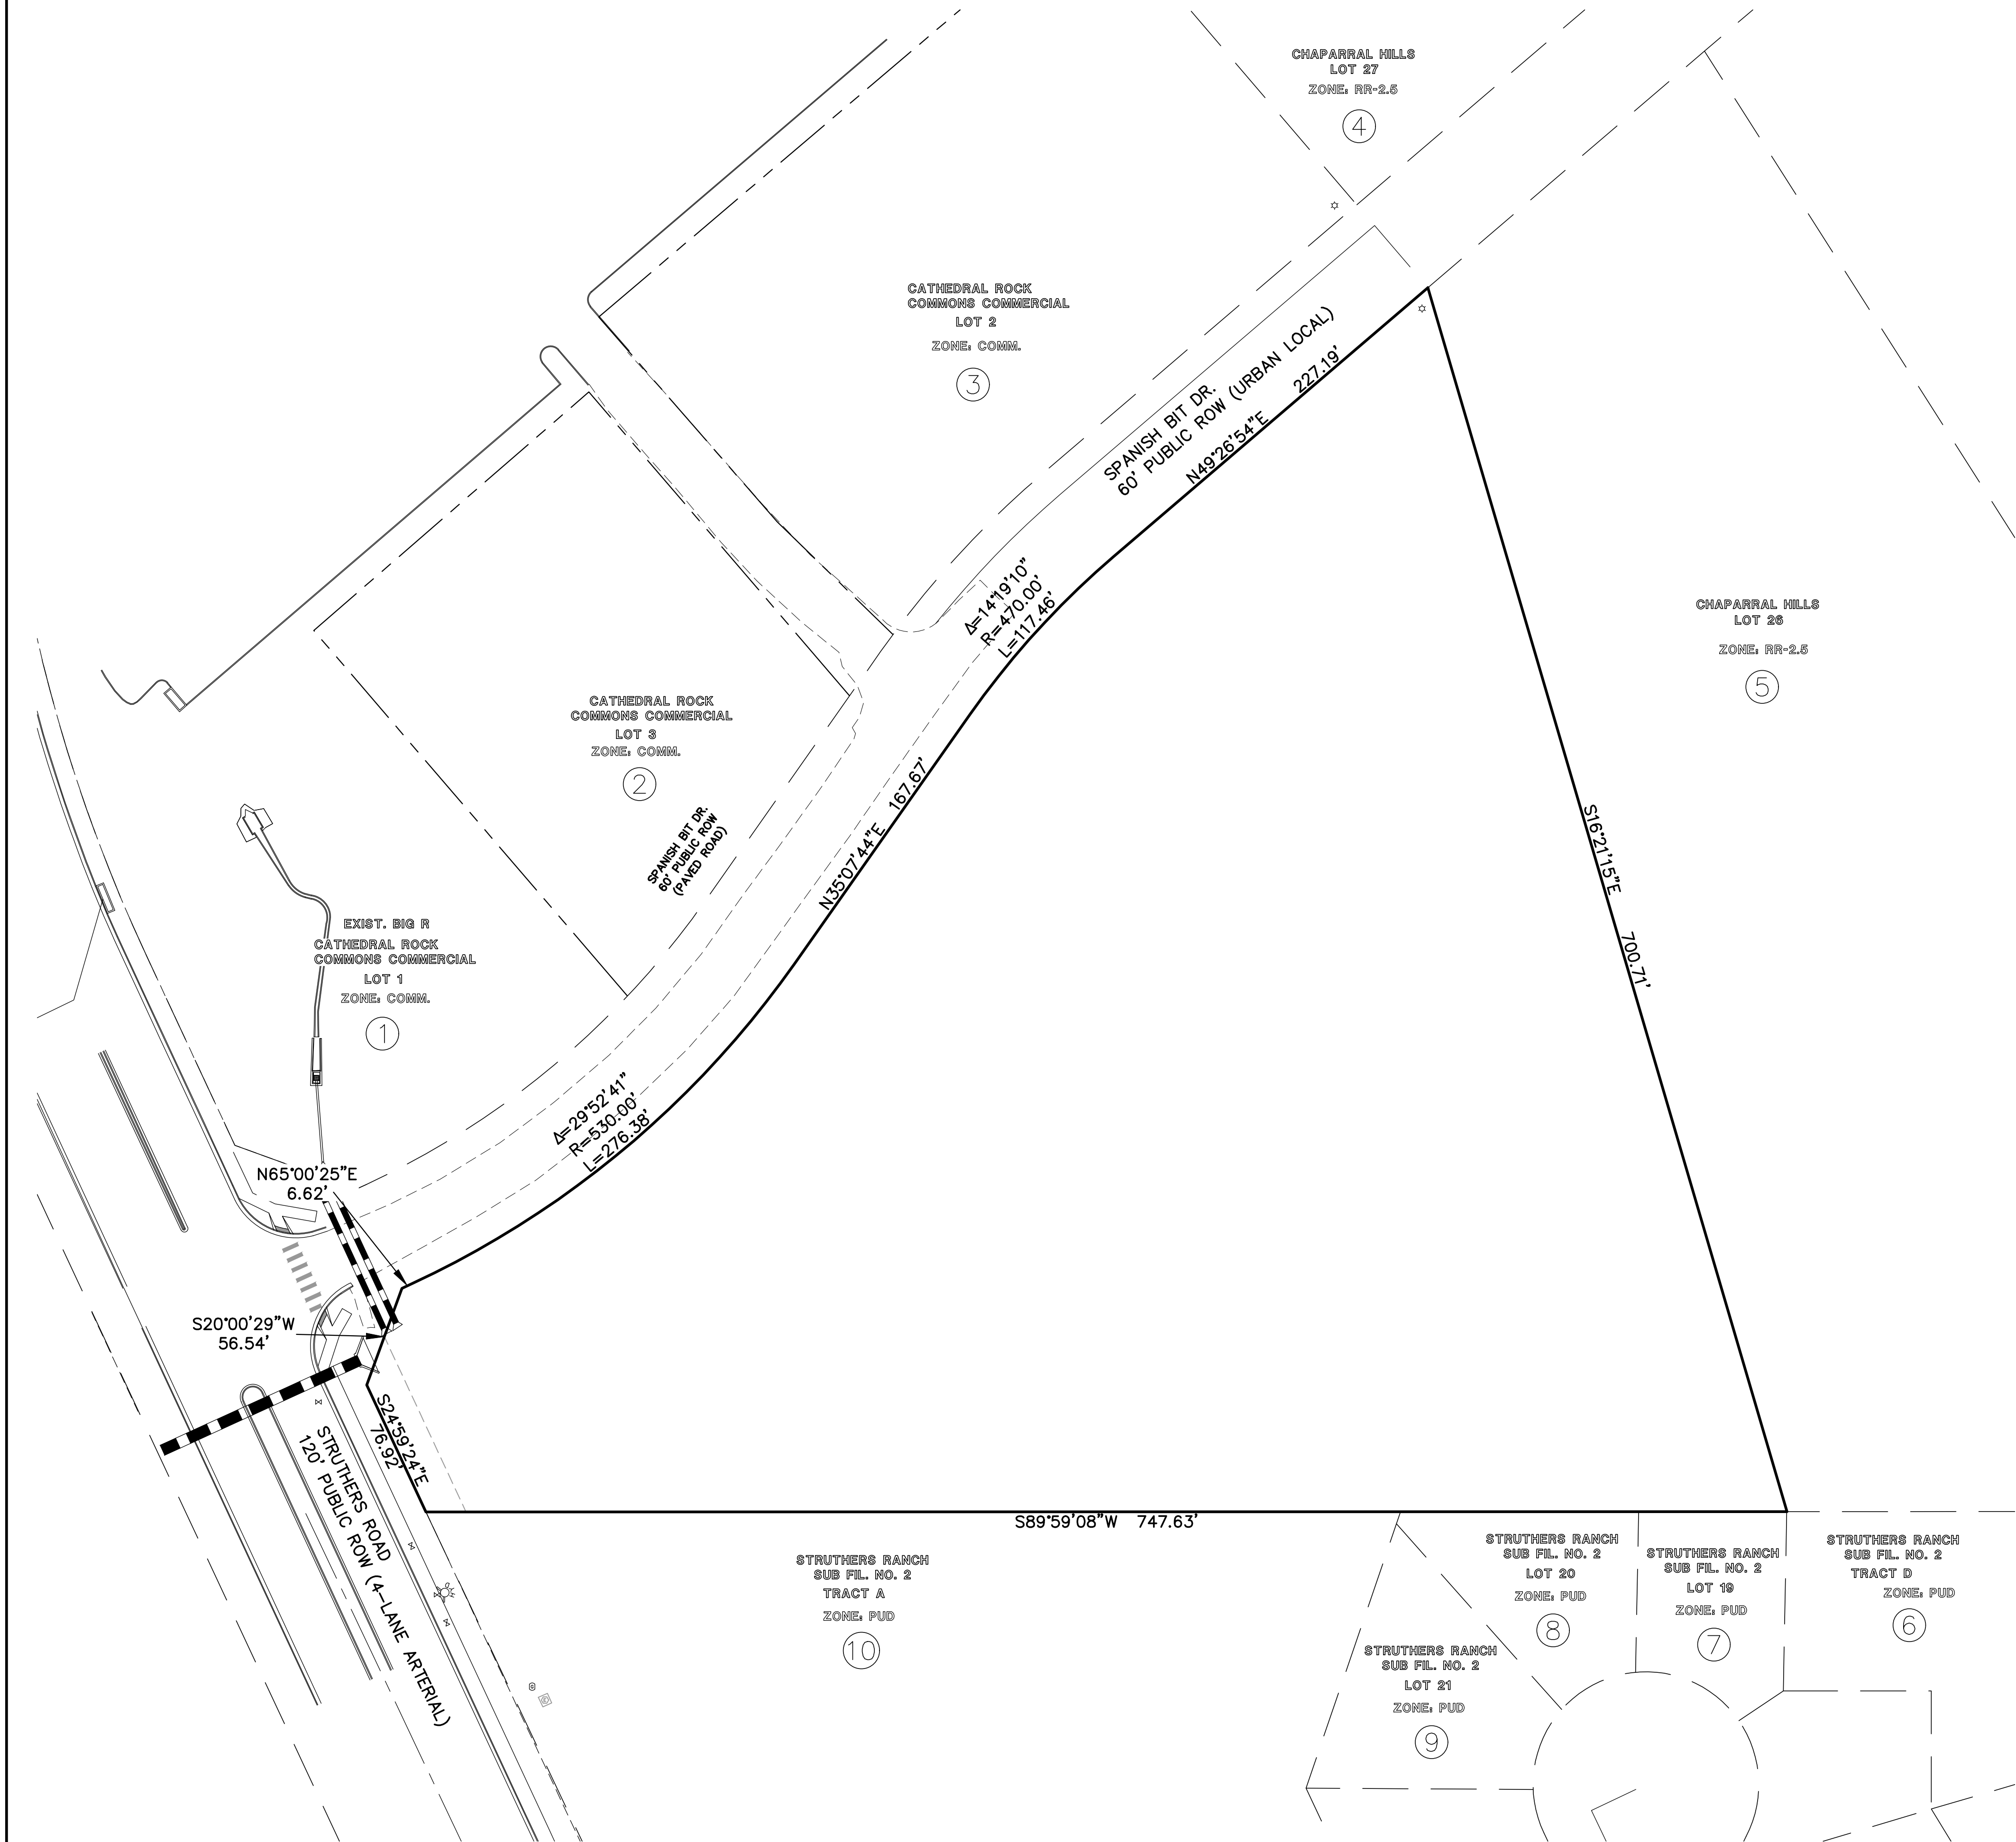 CHAPARRAL HILLS
LOT 27
ZONE: RR-2.5
4
CATHEDRAL ROCK
COMMONS COMMERCIAL
LOT 2
ZONE: COMM.
3
SPANISH BIT DR.
60' PUBLIC ROW (URBAN LOCAL)
N49°26'54"E 227.19'
Δ=14°19'10"
R=470.00'
L=117.46'
CHAPARRAL HILLS
LOT 26
ZONE: RR-2.5
5
CATHEDRAL ROCK
COMMONS COMMERCIAL
LOT 3
ZONE: COMM.
2
SPANISH BIT DR.
60' PUBLIC ROW
(PAVED ROAD)
N35°07'44"E 167.67'
S16°21'15"E 700.71'
EXIST. BIG R
CATHEDRAL ROCK
COMMONS COMMERCIAL
LOT 1
ZONE: COMM.
1
Δ=29°52'41"
R=530.00'
L=276.38'
N65°00'25"E
6.62'
S20°00'29"W
56.54'
S24°59'24"E
76.92'
STRUTHERS ROAD
120' PUBLIC ROW (4-LANE ARTERIAL)
S89°59'08"W 747.63'
STRUTHERS RANCH
SUB FIL. NO. 2
TRACT A
ZONE: PUD
10
STRUTHERS RANCH
SUB FIL. NO. 2
LOT 21
ZONE: PUD
9
STRUTHERS RANCH
SUB FIL. NO. 2
LOT 20
ZONE: PUD
8
STRUTHERS RANCH
SUB FIL. NO. 2
LOT 19
ZONE: PUD
7
STRUTHERS RANCH
SUB FIL. NO. 2
TRACT D
ZONE: PUD
6